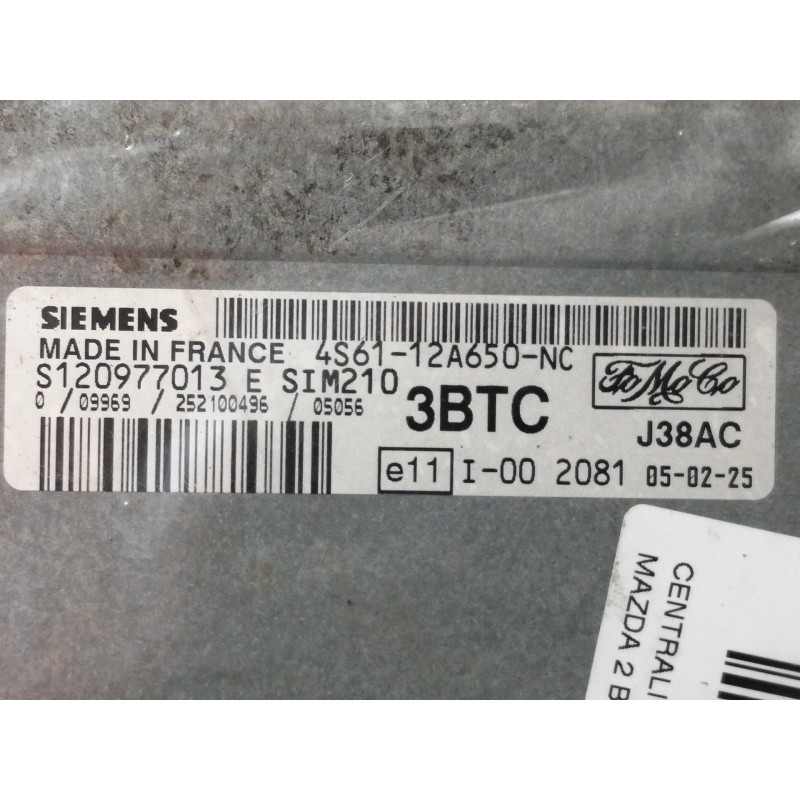 SIEMENS
MADE IN FRANCE 4S61-12A650-NC
S120977013 E SIM210
FoMoCo
0 / 09969 / 252100496 / 05056
3BTC
J38AC
e11 I-00 2081 05-02-25
CENTRALI
MAZDA 2 B